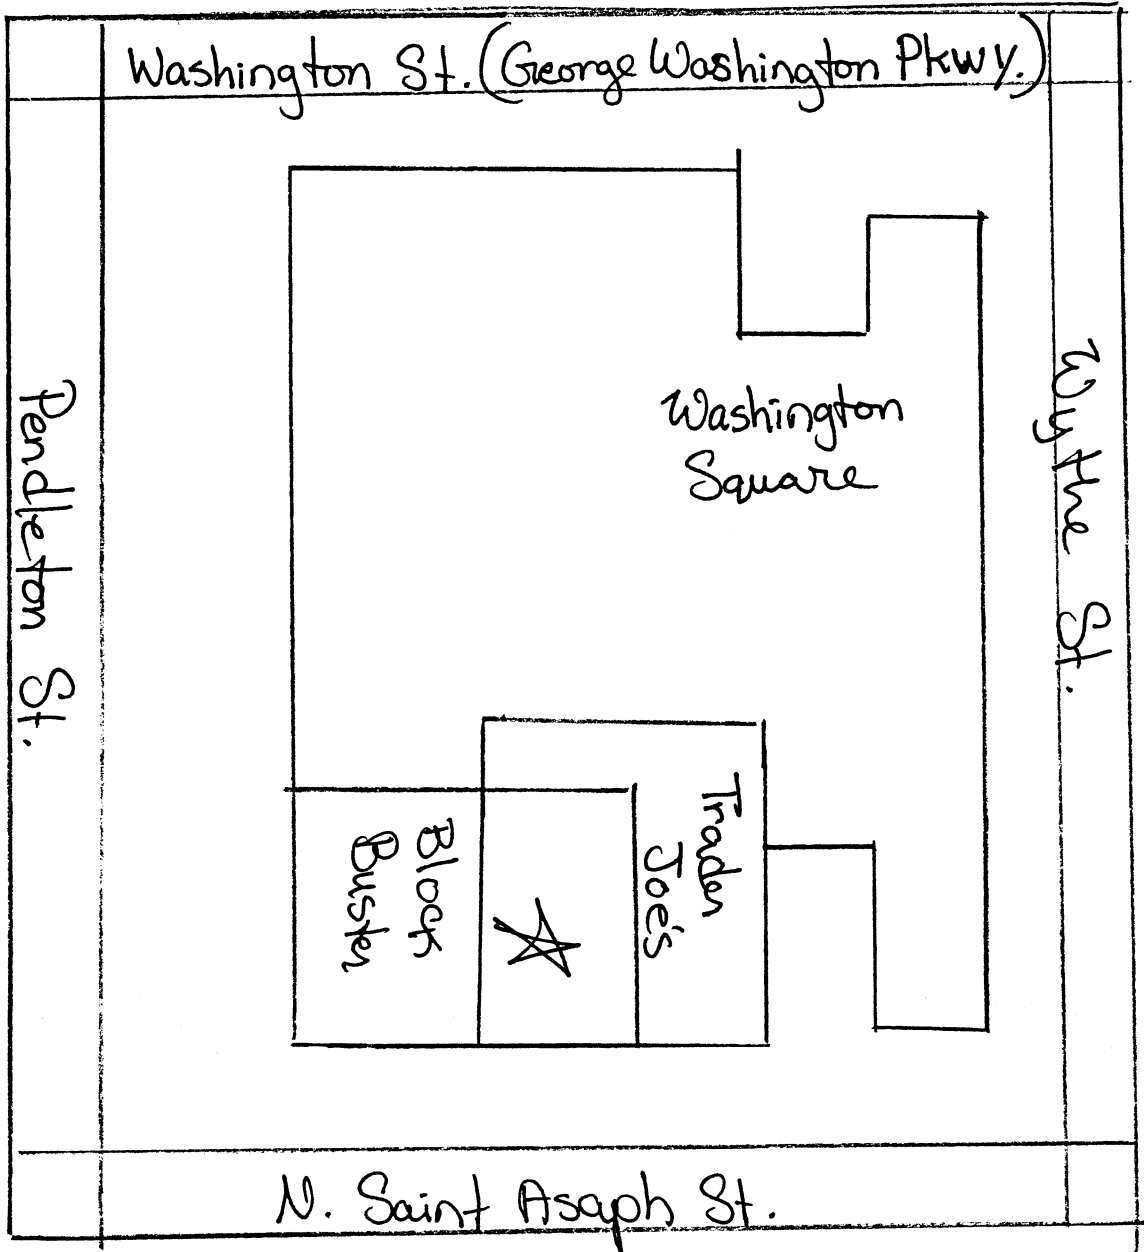 Washington St. (George Washington Pkwy.)
Pendleton St.
Washington
Square
Wythe St.
Block
Buster
Trader
Joe's
N. Saint Asaph St.